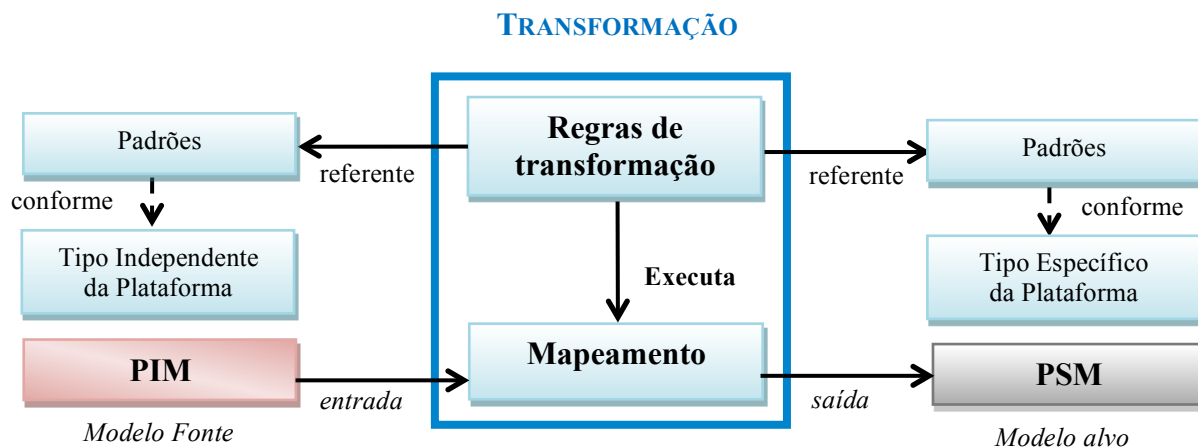 TRANSFORMAÇÃO
Padrões
referente
Regras de
transformação
referente
Padrões
conforme
conforme
Tipo Independente
da Plataforma
Executa
Tipo Específico
da Plataforma
PIM
entrada
Mapeamento
saída
PSM
Modelo Fonte
Modelo alvo